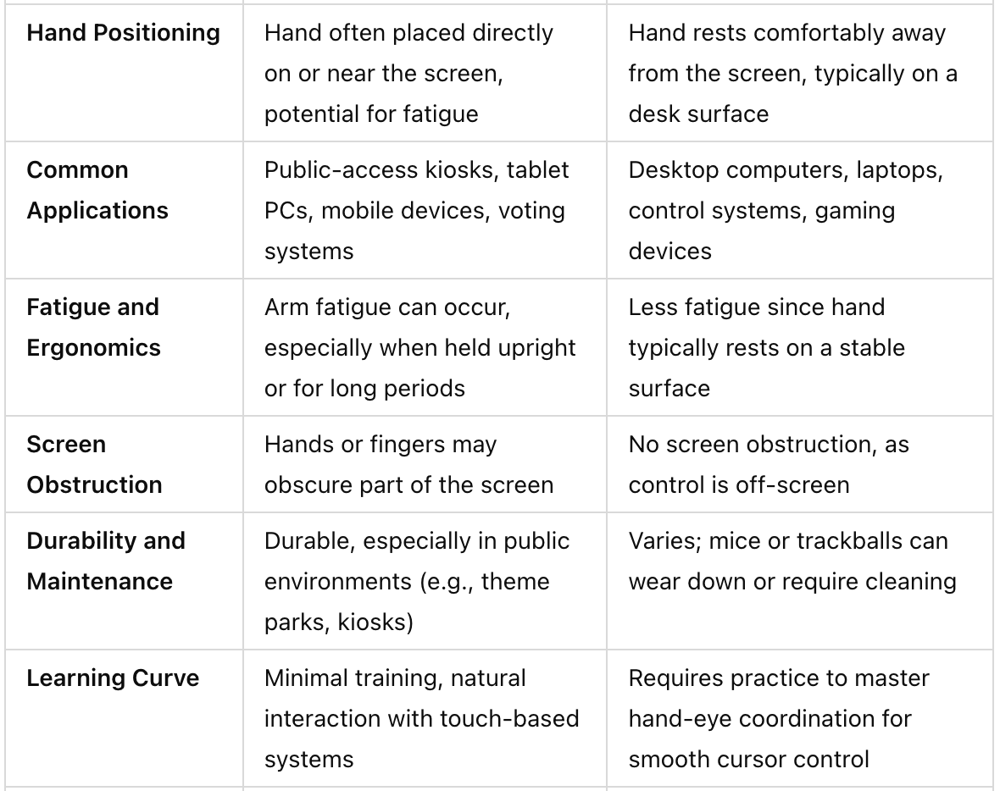 Hand Positioning
Hand often placed directly
on or near the screen,
potential for fatigue
Hand rests comfortably away
from the screen, typically on a
desk surface
Common
Applications
Public-access kiosks, tablet
PCs, mobile devices, voting
systems
Desktop computers, laptops,
control systems, gaming
devices
Fatigue and
Ergonomics
Arm fatigue can occur,
especially when held upright
or for long periods
Less fatigue since hand
typically rests on a stable
surface
Screen
Obstruction
Hands or fingers may
obscure part of the screen
No screen obstruction, as
control is off-screen
Durability and
Maintenance
Durable, especially in public
environments (e.g., theme
parks, kiosks)
Varies; mice or trackballs can
wear down or require cleaning
Learning Curve
Minimal training, natural
interaction with touch-based
systems
Requires practice to master
hand-eye coordination for
smooth cursor control